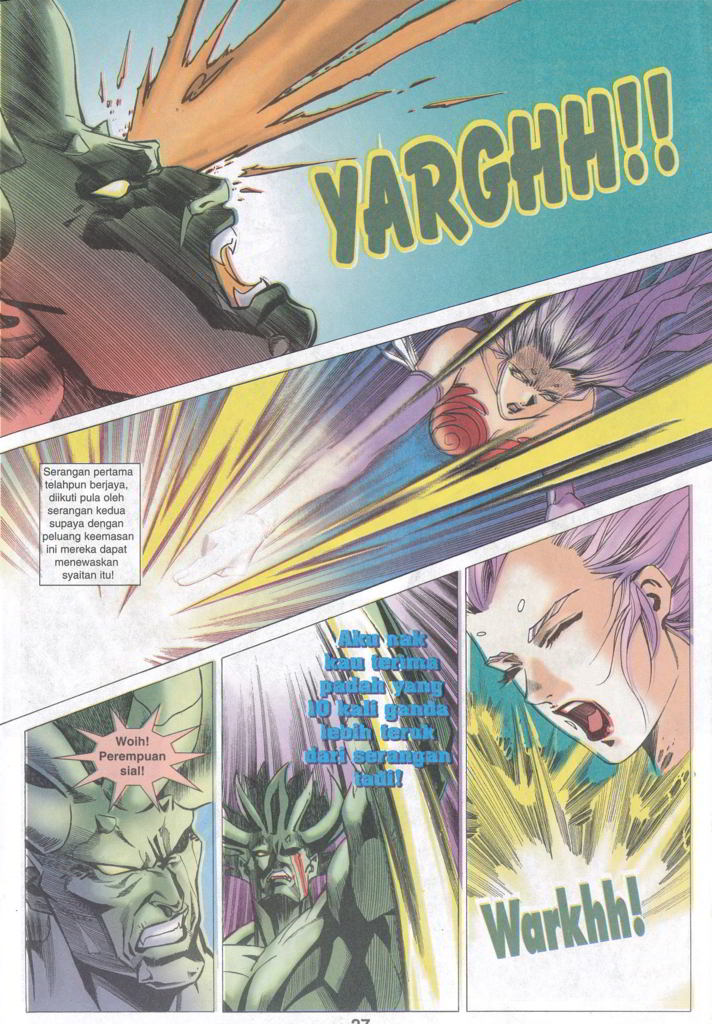 YARGHH!!
Serangan pertama
telahpun berjaya,
diikuti pula oleh
serangan kedua
supaya dengan
peluang keemasan
ini mereka dapat
menewaskan
syaitan itu!
Woih!
Perempuan
sial!
Aku nak
kau terima
padah yang
10 kali ganda
lebih teruk
dari serangan
tadi!
Warkhh!
27